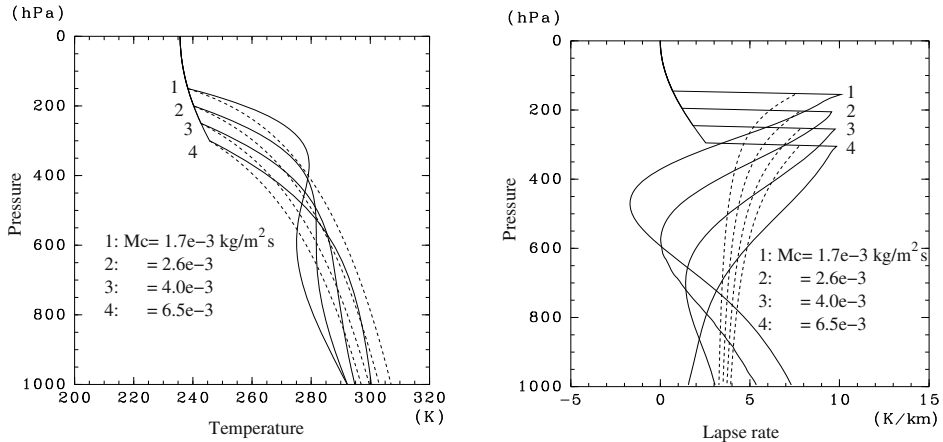 (hPa)
0
200
400
600
800
1000
Pressure
1
2
3
4
1: Mc= 1.7e−3 kg/m² s
2: = 2.6e−3
3: = 4.0e−3
4: = 6.5e−3
200 220 240 260 280 300 320
(K)
Temperature
(hPa)
0
200
400
600
800
1000
Pressure
1
2
3
4
1: Mc= 1.7e−3 kg/m² s
2: = 2.6e−3
3: = 4.0e−3
4: = 6.5e−3
−5 0 5 10 15
(K/km)
Lapse rate